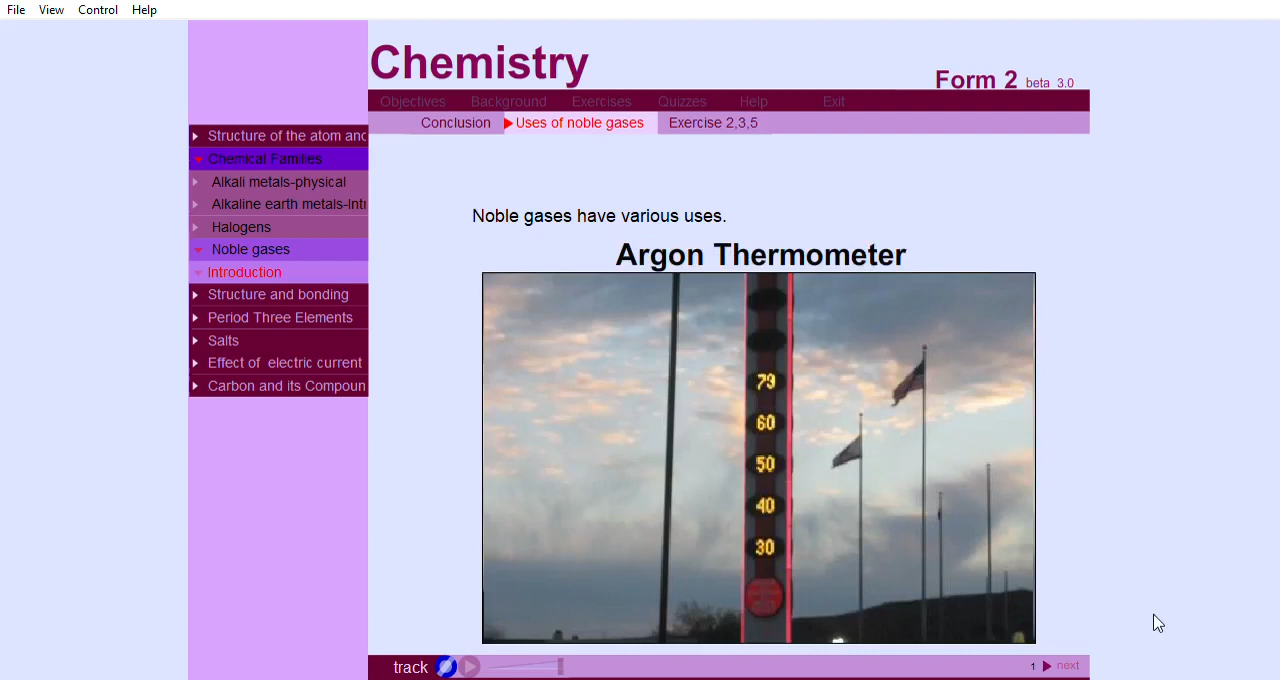 File View Control Help
Chemistry
Form 2 beta 3.0
Objectives Background Exercises Quizzes Help Exit
Conclusion Uses of noble gases Exercise 2,3,5
Structure of the atom and
Chemical Families
Alkali metals-physical
Alkaline earth metals-Intr
Halogens
Noble gases
Introduction
Structure and bonding
Period Three Elements
Salts
Effect of electric current
Carbon and its Compoun
Noble gases have various uses.
Argon Thermometer
79
60
50
40
30
track
1 next